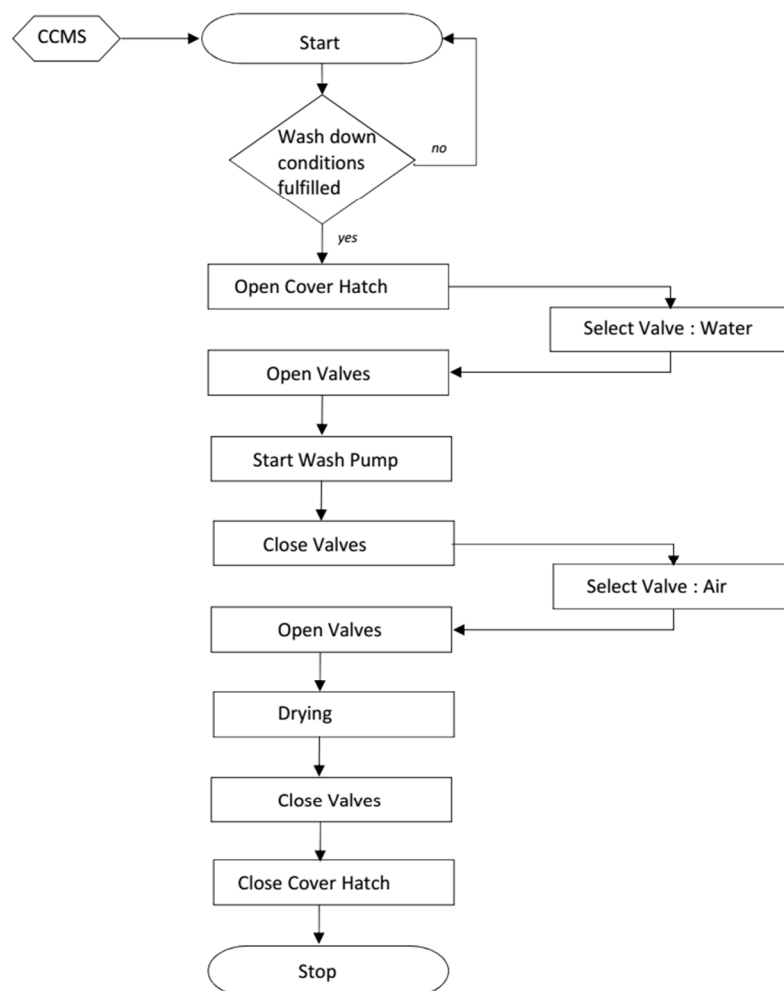 CCMS
Start
Wash down
conditions
fulfilled
no
yes
Open Cover Hatch
Select Valve : Water
Open Valves
Start Wash Pump
Close Valves
Select Valve : Air
Open Valves
Drying
Close Valves
Close Cover Hatch
Stop